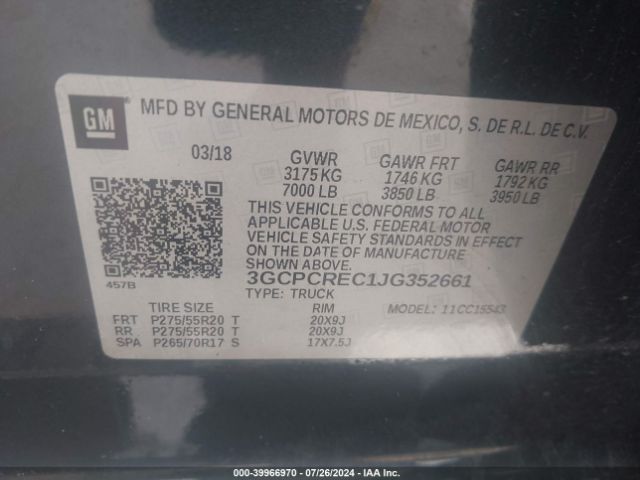 GM
MFD BY GENERAL MOTORS DE MEXICO, S. DE R.L. DE C.V.
03/18 GVWR GAWR FRT GAWR RR
3175 KG 1746 KG 1792 KG
7000 LB 3850 LB 3950 LB
THIS VEHICLE CONFORMS TO ALL
APPLICABLE U.S. FEDERAL MOTOR
VEHICLE SAFETY STANDARDS IN EFFECT
ON THE DATE OF MANUFACTURE
SHOWN ABOVE.
457B 3GCPCREC1JG352661
TYPE: TRUCK
TIRE SIZE RIM MODEL: 11CC15543
FRT P275/55R20 T 20X9J
RR P275/55R20 T 20X9J
SPA P265/70R17 S 17X7.5J
000-39966970 | 07/26/2024 - IAA Inc.